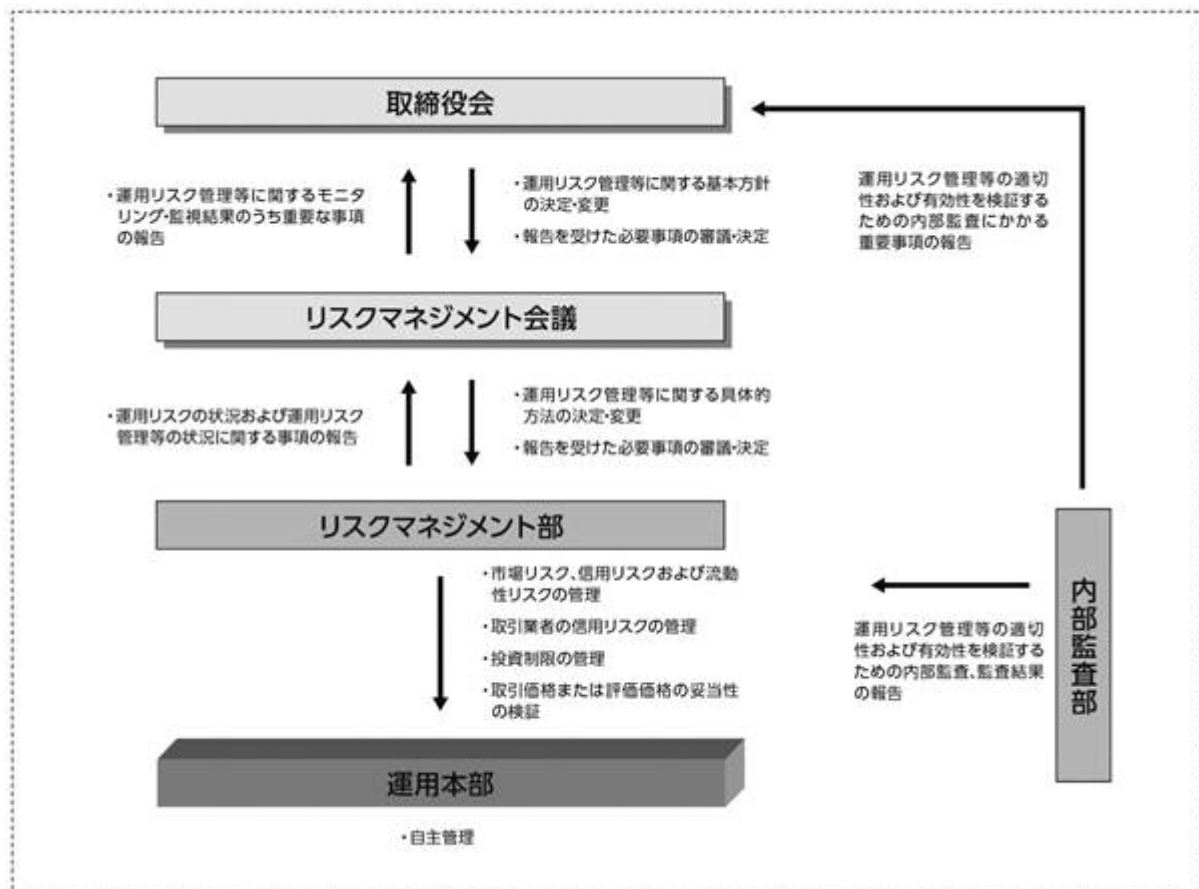 取締役会
・運用リスク管理等に関するモニタ
リング・監視結果のうち重要な事項
の報告
・運用リスク管理等に関する基本方針
の決定・変更
・報告を受けた必要事項の審議・決定
運用リスク管理等の適切
性および有効性を検証する
ための内部監査にかかる
重要事項の報告
リスクマネジメント会議
・運用リスクの状況および運用リスク
管理等の状況に関する事項の報告
・運用リスク管理等に関する具体的
方法の決定・変更
・報告を受けた必要事項の審議・決定
リスクマネジメント部
・市場リスク、信用リスクおよび流動
性リスクの管理
・取引業者の信用リスクの管理
・投資制限の管理
・取引価格または評価価格の妥当性
の検証
運用リスク管理等の適切
性および有効性を検証する
ための内部監査、監査結果
の報告
内部監査部
運用本部
・自主管理